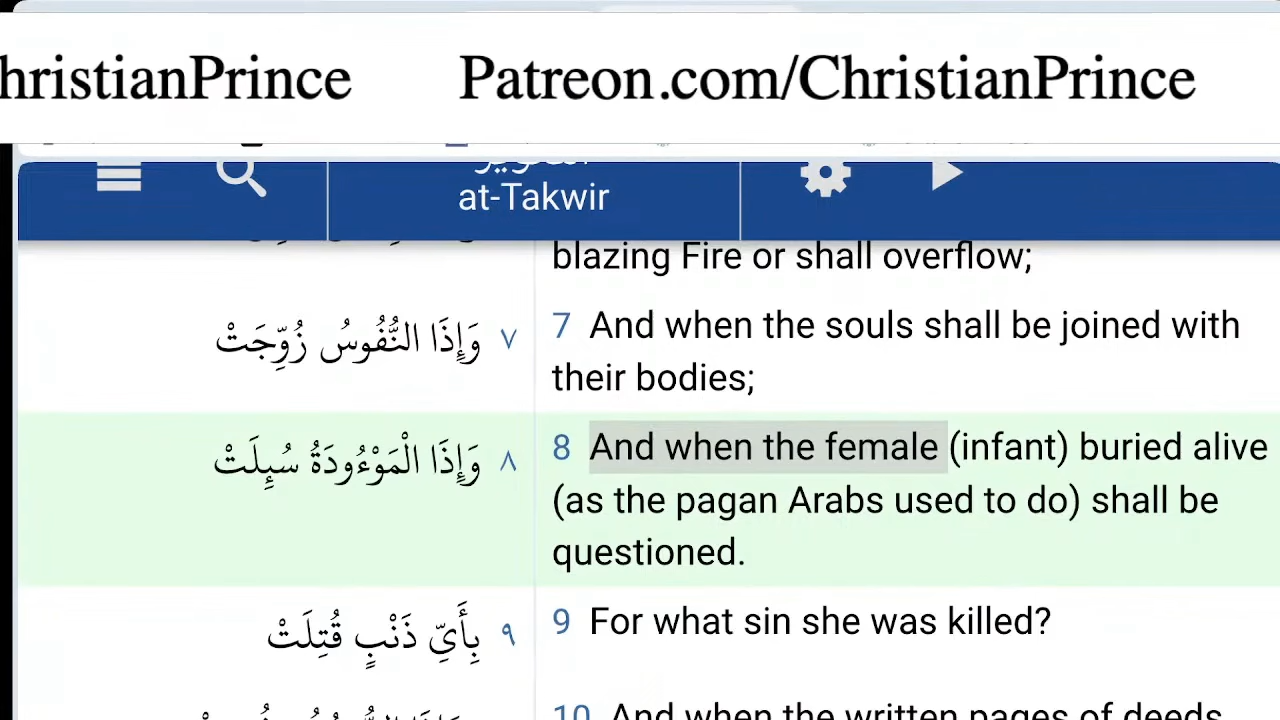 hristianPrince Patreon.com/ChristianPrince
التكوير
at-Takwir
blazing Fire or shall overflow;
وَإِذَا النُّفُوسُ زُوِّجَتْ ٧
7 And when the souls shall be joined with
their bodies;
وَإِذَا الْمَوْءُودَةُ سُئِلَتْ ٨
8 And when the female (infant) buried alive
(as the pagan Arabs used to do) shall be
questioned.
بِأَيِّ ذَنْبٍ قُتِلَتْ ٩
9 For what sin she was killed?
10 And when the written pages of deeds